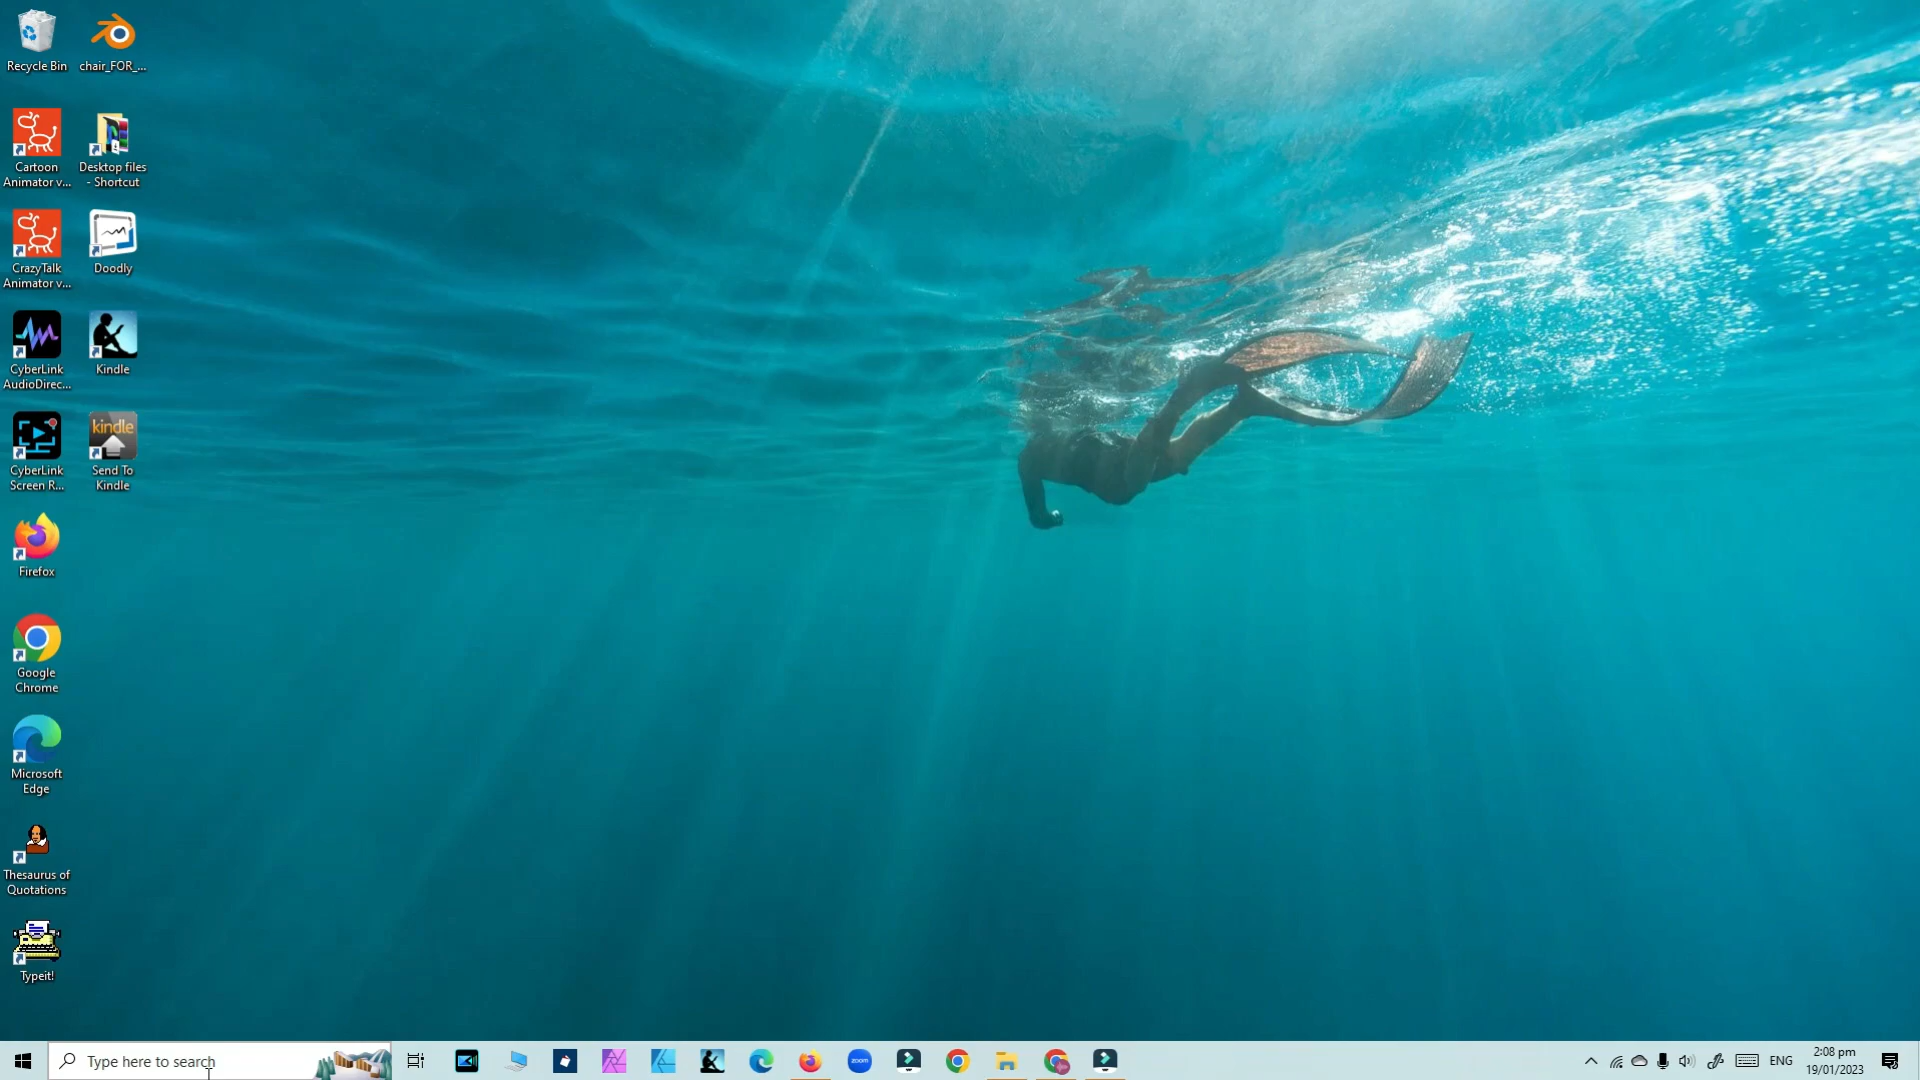 Recycle Bin
chair_FOR_...
Cartoon
Animator v...
Desktop files
- Shortcut
CrazyTalk
Animator v...
Doodly
CyberLink
AudioDirec...
Kindle
CyberLink
Screen R...
kindle
Send To
Kindle
Firefox
Google
Chrome
Microsoft
Edge
Thesaurus of
Quotations
Typeit!
Type here to search
zoom
ENG
2:08 pm
19/01/2023